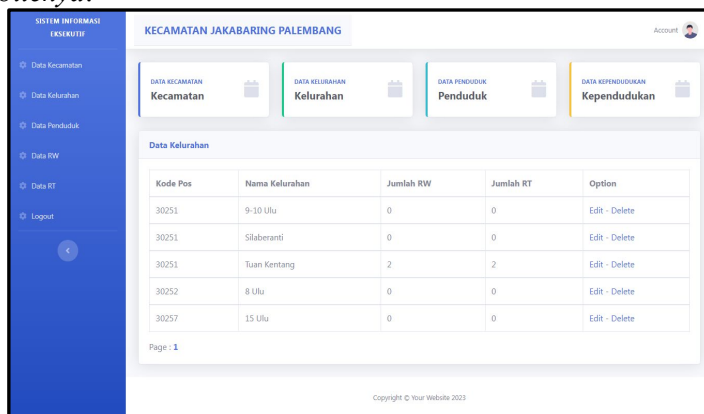 SISTEM INFORMASI
EKSEKUTIF
Data Kecamatan
Data Kelurahan
Data Penduduk
Data RW
Data RT
Logout
KECAMATAN JAKABARING PALEMBANG
Account
DATA KECAMATAN
Kecamatan
DATA KELURAHAN
Kelurahan
DATA PENDUDUK
Penduduk
DATA KEPENDUDUKAN
Kependudukan
Data Kelurahan
Kode Pos Nama Kelurahan Jumlah RW Jumlah RT Option
30251 9-10 Ulu 0 0 Edit - Delete
30251 Silaberanti 0 0 Edit - Delete
30251 Tuan Kentang 2 2 Edit - Delete
30252 8 Ulu 0 0 Edit - Delete
30257 15 Ulu 0 0 Edit - Delete
Page : 1
Copyright © Your Website 2023